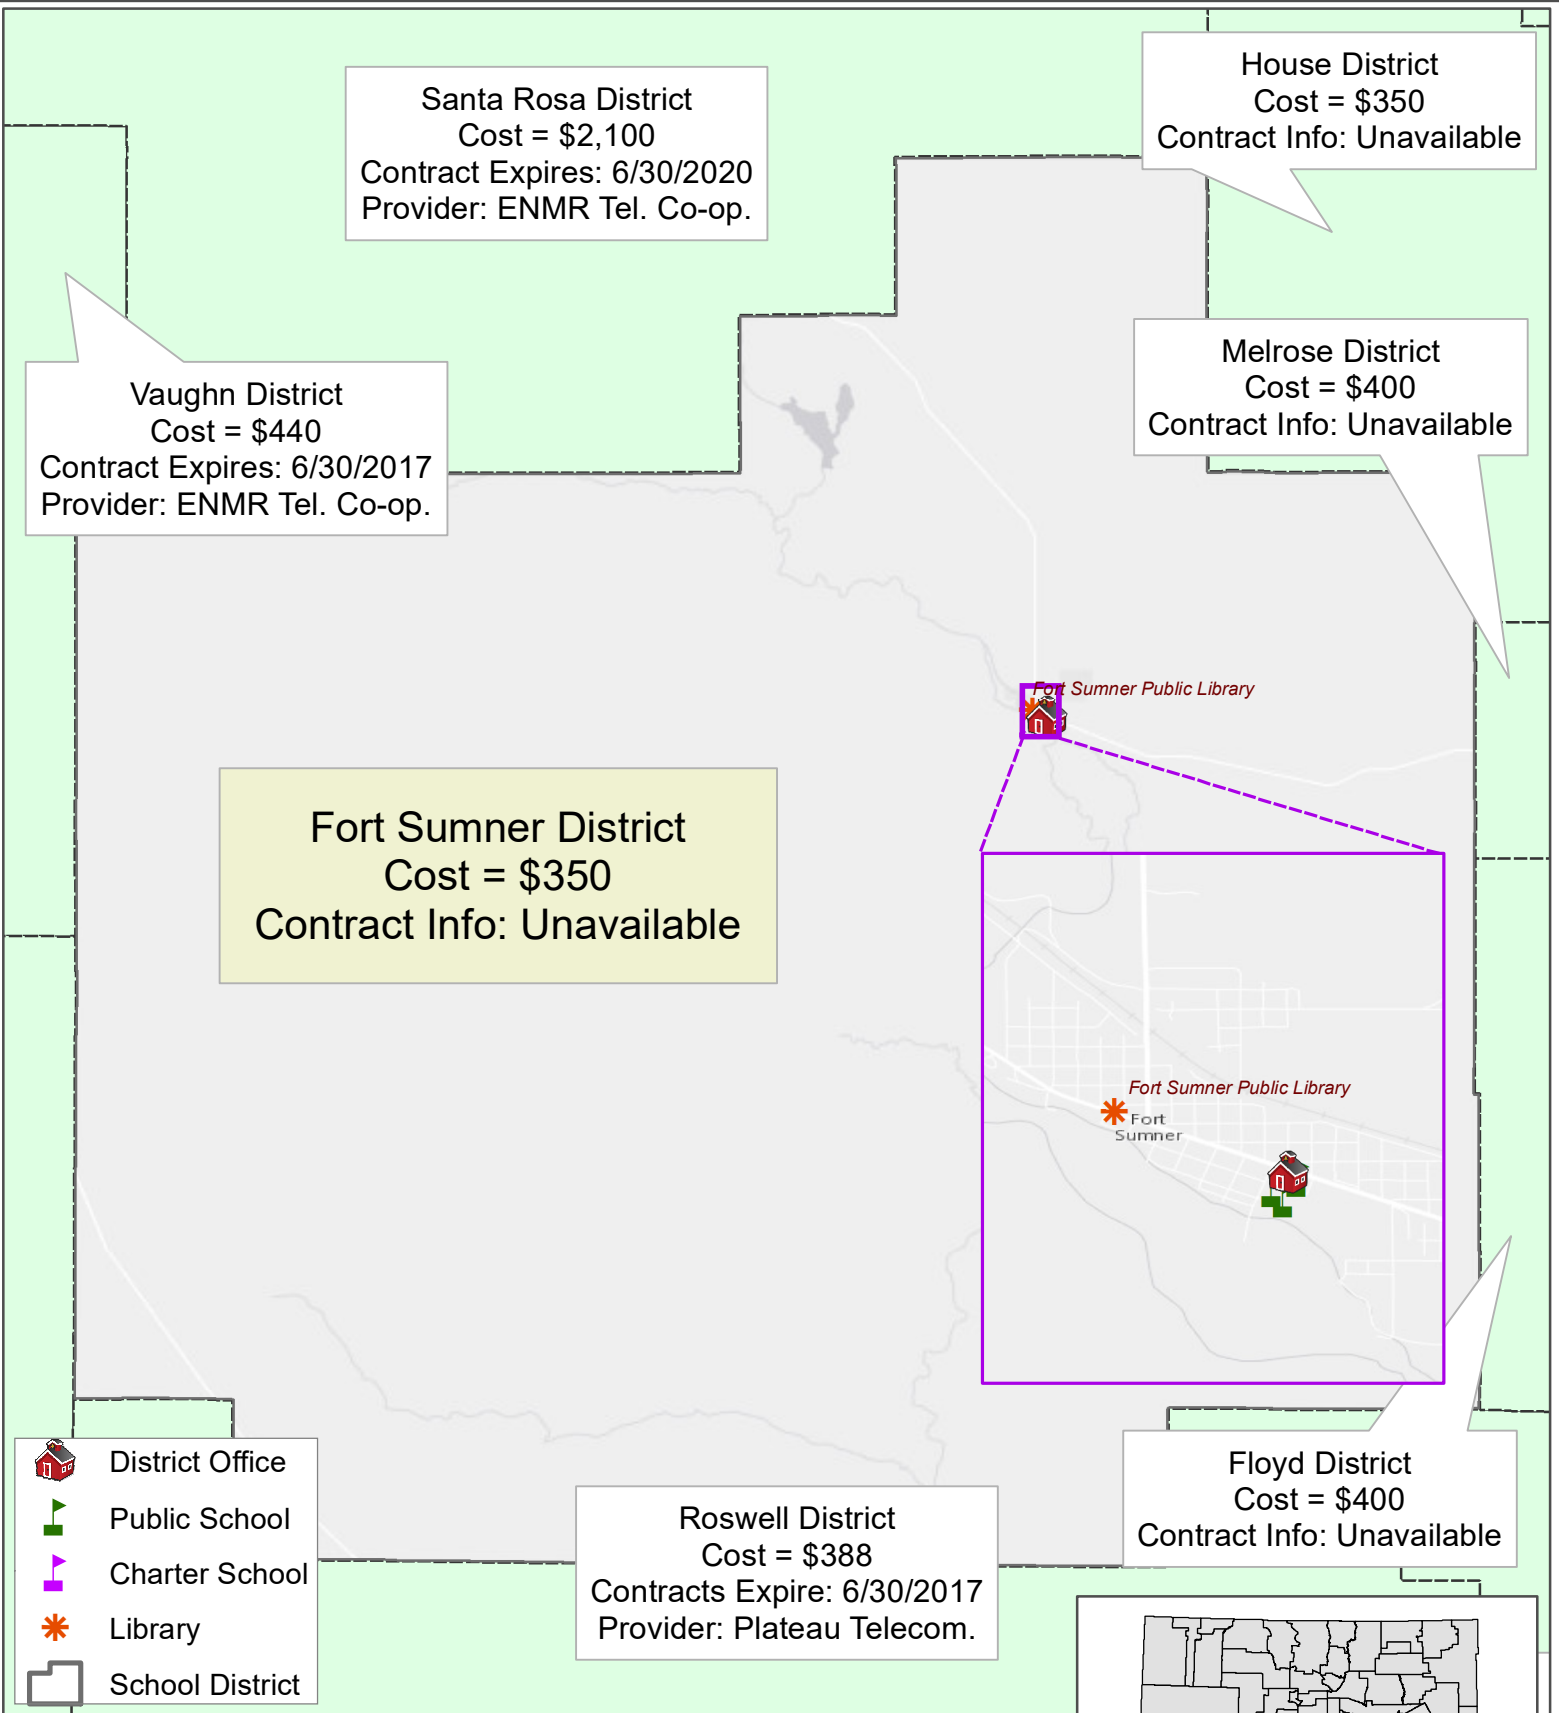 Santa Rosa District
Cost = $2,100
Contract Expires: 6/30/2020
Provider: ENMR Tel. Co-op.
House District
Cost = $350
Contract Info: Unavailable
Vaughn District
Cost = $440
Contract Expires: 6/30/2017
Provider: ENMR Tel. Co-op.
Melrose District
Cost = $400
Contract Info: Unavailable
Fort Sumner Public Library
Fort Sumner District
Cost = $350
Contract Info: Unavailable
Fort Sumner Public Library
Fort
Sumner
Floyd District
Cost = $400
Contract Info: Unavailable
Roswell District
Cost = $388
Contracts Expire: 6/30/2017
Provider: Plateau Telecom.
District Office
Public School
Charter School
Library
School District